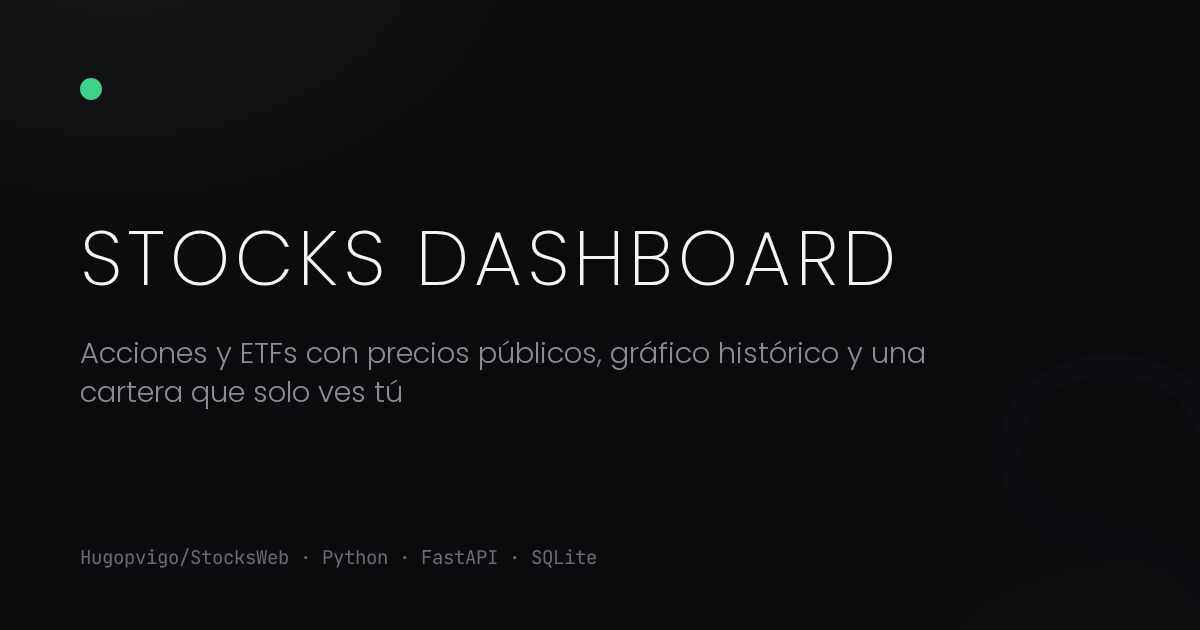 STOCKS DASHBOARD
Acciones y ETFs con precios públicos, gráfico histórico y una
cartera que solo ves tú
Hugopvigo/StocksWeb · Python · FastAPI · SQLite